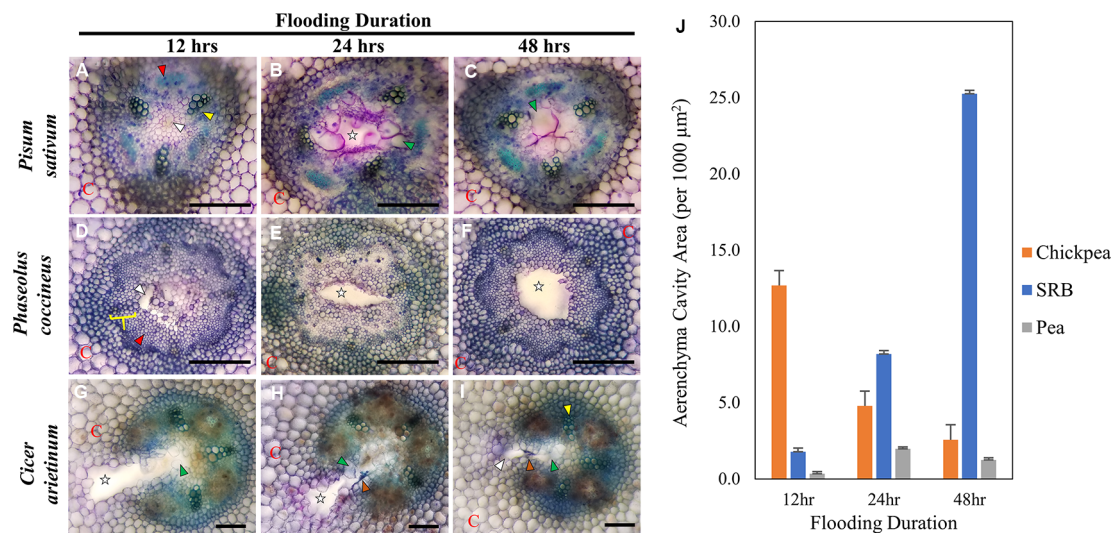 Flooding Duration
12 hrs 24 hrs 48 hrs
Pisum
sativum
A
C
B
C
C
C
Phaseolus
coccineus
D
C
E
F
C
C
Cicer
arietinum
G
C
H
C
I
C
J
Aerenchyma Cavity Area (per 1000 µm²)
30.0
25.0
20.0
15.0
10.0
5.0
0.0
12hr 24hr 48hr
Flooding Duration
Chickpea
SRB
Pea